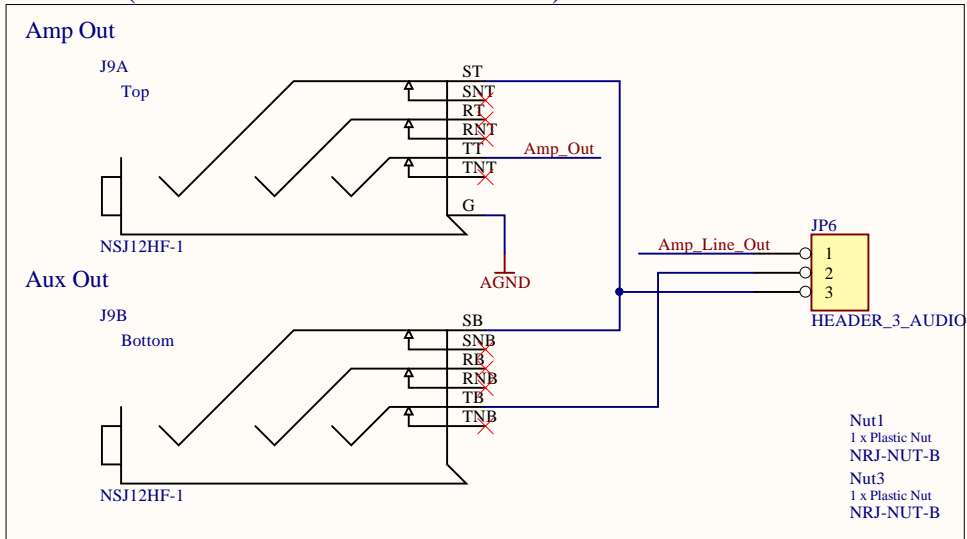 Amp Out
J9A
Top
ST
SNT
RT
RNT
TT
TNT
G
Amp_Out
AGND
NSJ12HF-1
Aux Out
J9B
Bottom
SB
SNB
RB
RNB
TB
TNB
NSJ12HF-1
Amp_Line_Out
JP6
1
2
3
HEADER_3_AUDIO
Nut1
1 x Plastic Nut
NRJ-NUT-B
Nut3
1 x Plastic Nut
NRJ-NUT-B